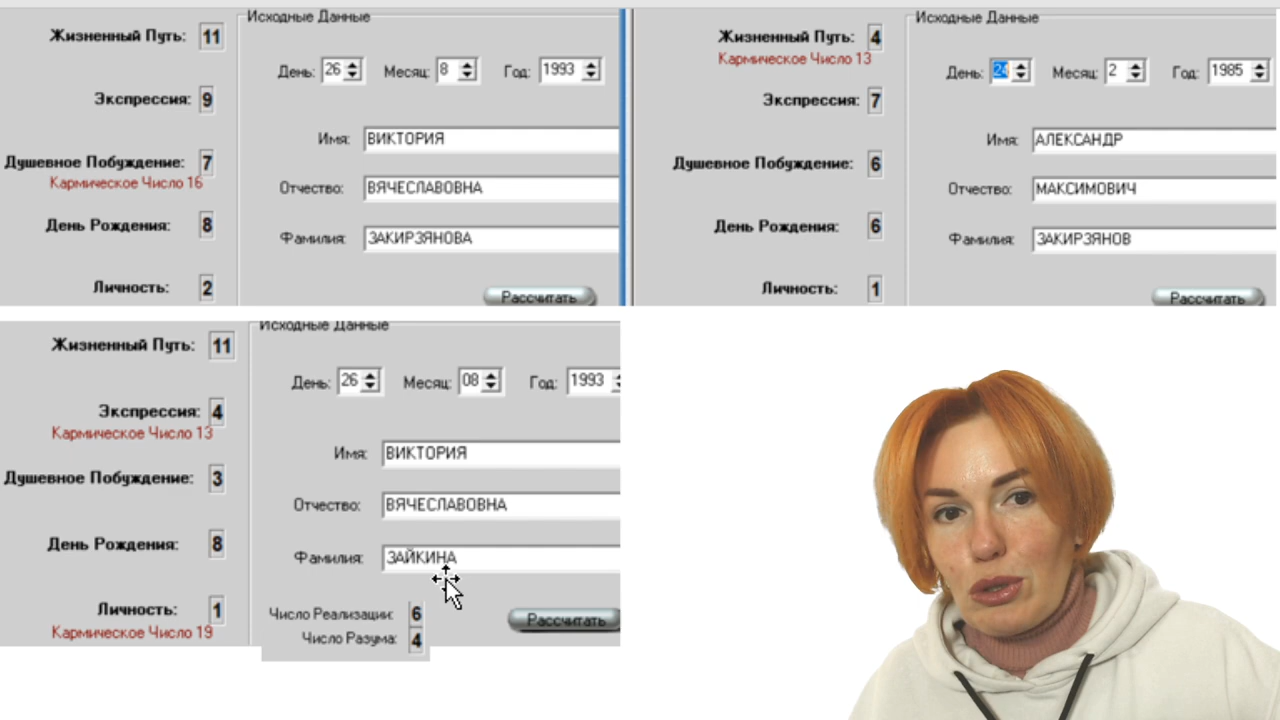 Исходные Данные
Жизненный Путь: 11
День: 26 Месяц: 8 Год: 1993
Экспрессия: 9
Имя: ВИКТОРИЯ
Душевное Побуждение: 7
Кармическое Число 16
Отчество: ВЯЧЕСЛАВОВНА
День Рождения: 8
Фамилия: ЗАКИРЗЯНОВА
Личность: 2
Рассчитать
Исходные Данные
Жизненный Путь: 4
Кармическое Число 13
День: 24 Месяц: 2 Год: 1985
Экспрессия: 7
Имя: АЛЕКСАНДР
Душевное Побуждение: 6
Отчество: МАКСИМОВИЧ
День Рождения: 6
Фамилия: ЗАКИРЗЯНОВ
Личность: 1
Рассчитать
Исходные Данные
Жизненный Путь: 11
День: 26 Месяц: 08 Год: 1993
Экспрессия: 4
Кармическое Число 13
Имя: ВИКТОРИЯ
Душевное Побуждение: 3
Отчество: ВЯЧЕСЛАВОВНА
День Рождения: 8
Фамилия: ЗАЙКИНА
Личность: 1
Кармическое Число 19
Число Реализации: 6
Число Разума: 4
Рассчитать